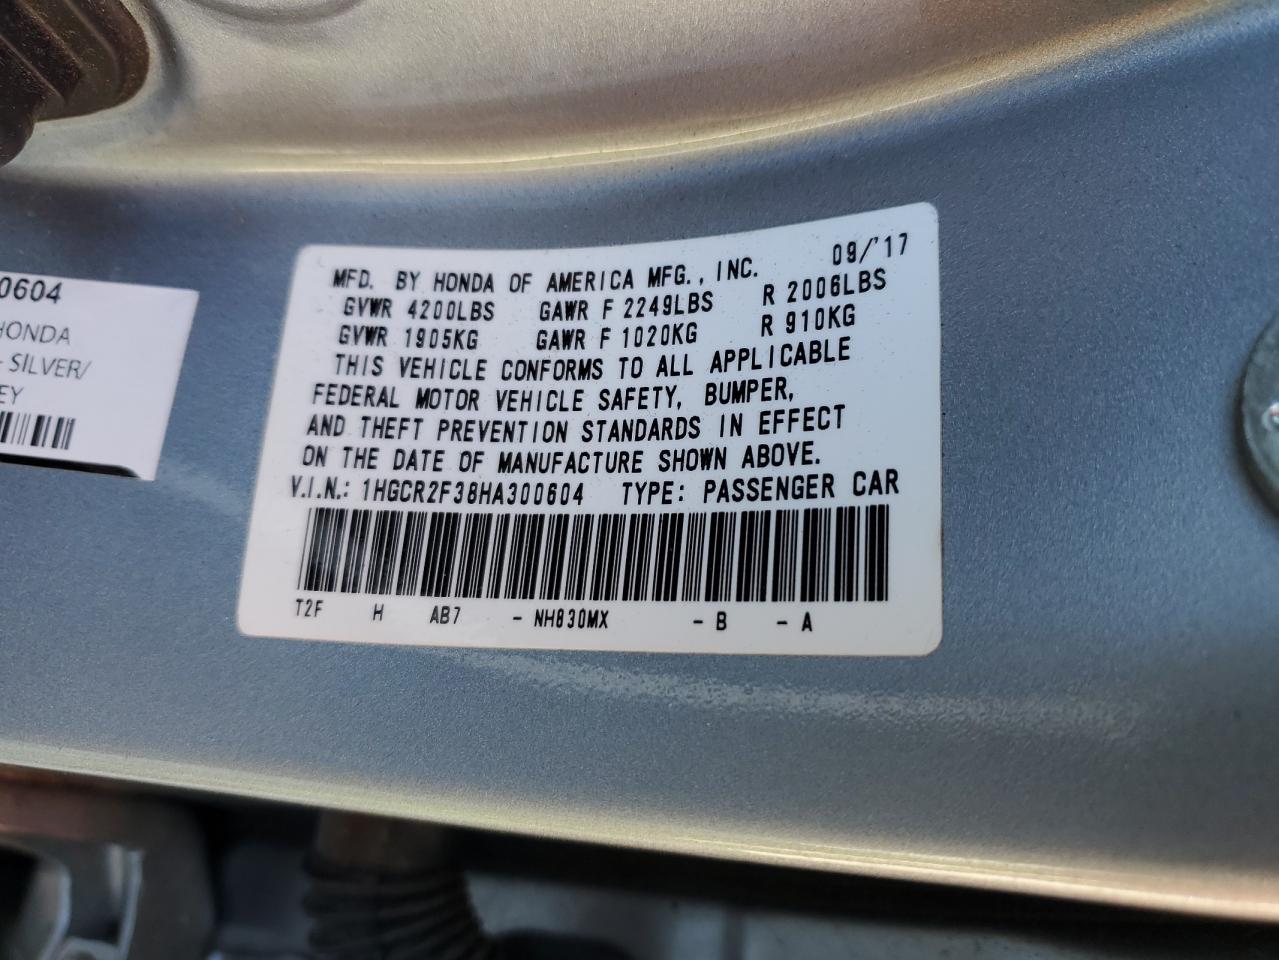 0604
HONDA
- SILVER/
EY
MFD. BY HONDA OF AMERICA MFG., INC. 09/'17
GVWR 4200LBS GAWR F 2249LBS R 2006LBS
GVWR 1905KG GAWR F 1020KG R 910KG
THIS VEHICLE CONFORMS TO ALL APPLICABLE
FEDERAL MOTOR VEHICLE SAFETY, BUMPER,
AND THEFT PREVENTION STANDARDS IN EFFECT
ON THE DATE OF MANUFACTURE SHOWN ABOVE.
V.I.N.: 1HGCR2F38HA300604 TYPE: PASSENGER CAR
T2F H AB7 - NH830MX - B - A